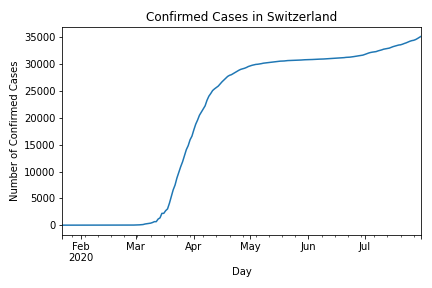 Confirmed Cases in Switzerland
Number of Confirmed Cases
35000
30000
25000
20000
15000
10000
5000
0
Feb Mar Apr May Jun Jul
2020
Day